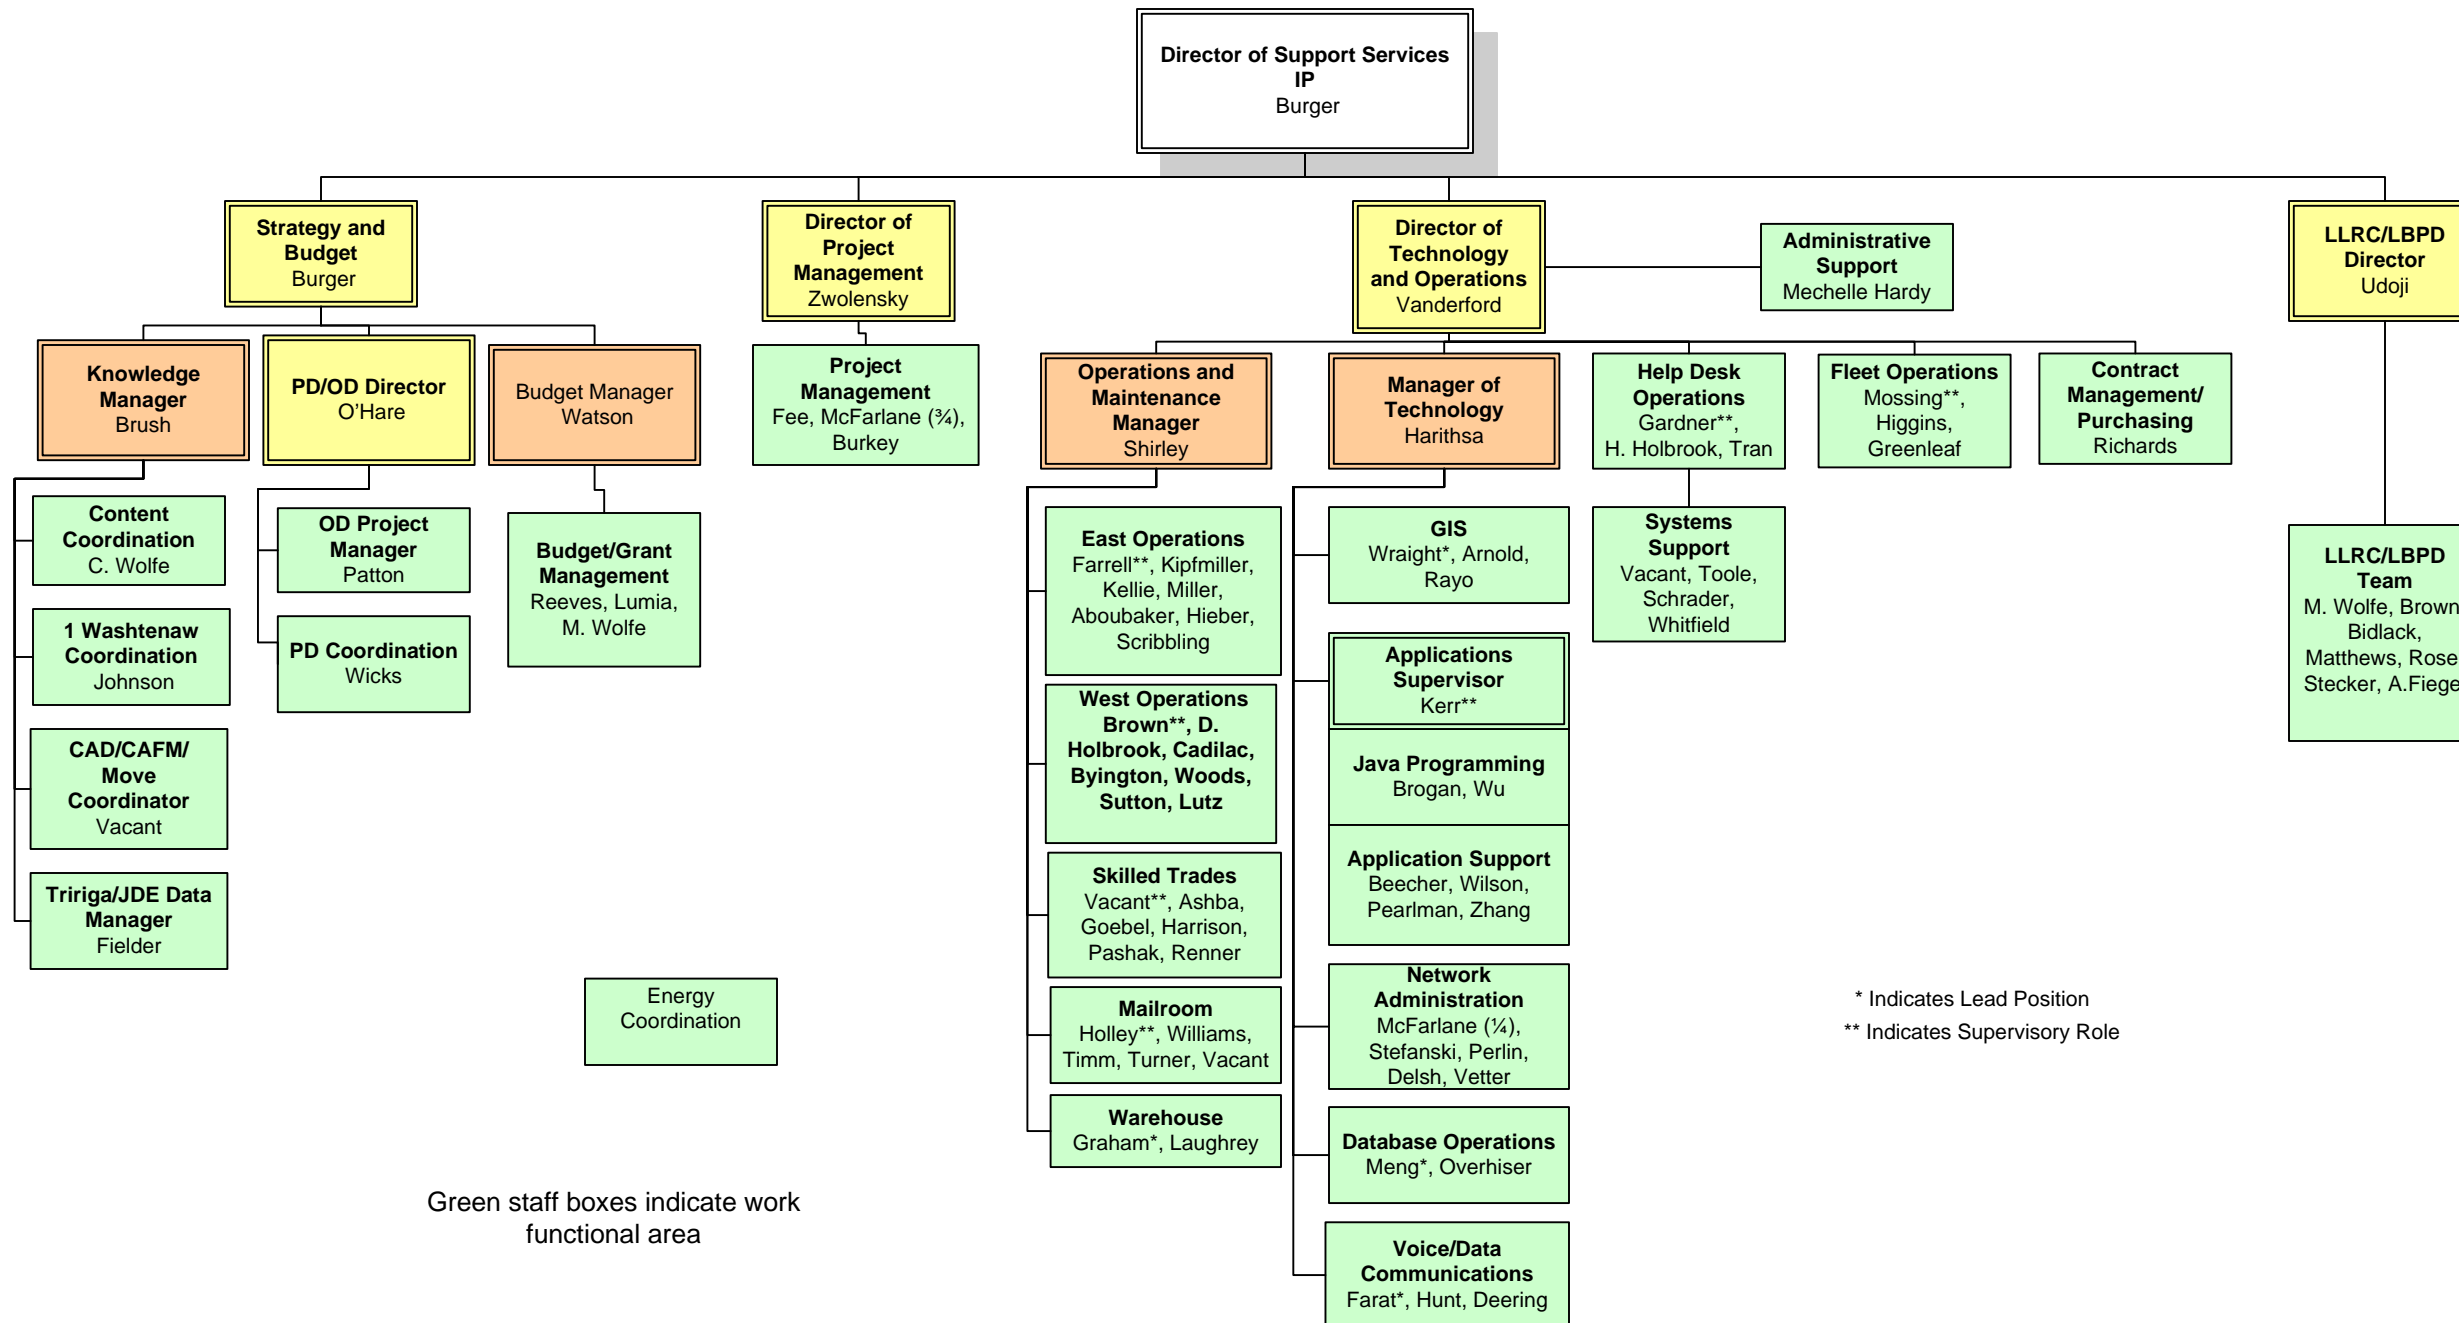 Director of Support Services
IP
Burger
Strategy and
Budget
Burger
Director of
Project
Management
Zwolensky
Director of
Technology
and Operations
Vanderford
Administrative
Support
Mechelle Hardy
LLRC/LBPD
Director
Udoji
Knowledge
Manager
Brush
PD/OD Director
O'Hare
Budget Manager
Watson
Project
Management
Fee, McFarlane (¾),
Burkey
Operations and
Maintenance
Manager
Shirley
Manager of
Technology
Harithsa
Help Desk
Operations
Gardner**,
H. Holbrook, Tran
Fleet Operations
Mossing**,
Higgins,
Greenleaf
Contract
Management/
Purchasing
Richards
Content
Coordination
C. Wolfe
1 Washtenaw
Coordination
Johnson
CAD/CAFM/
Move
Coordinator
Vacant
Tririga/JDE Data
Manager
Fielder
OD Project
Manager
Patton
PD Coordination
Wicks
Budget/Grant
Management
Reeves, Lumia,
M. Wolfe
East Operations
Farrell**, Kipfmiller,
Kellie, Miller,
Aboubaker, Hieber,
Scribbling
West Operations
Brown**, D.
Holbrook, Cadilac,
Byington, Woods,
Sutton, Lutz
Skilled Trades
Vacant**, Ashba,
Goebel, Harrison,
Pashak, Renner
Mailroom
Holley**, Williams,
Timm, Turner, Vacant
Warehouse
Graham*, Laughrey
GIS
Wraight*, Arnold,
Rayo
Applications
Supervisor
Kerr**
Java Programming
Brogan, Wu
Application Support
Beecher, Wilson,
Pearlman, Zhang
Network
Administration
McFarlane (¼),
Stefanski, Perlin,
Delsh, Vetter
Database Operations
Meng*, Overhiser
Voice/Data
Communications
Farat*, Hunt, Deering
Systems
Support
Vacant, Toole,
Schrader,
Whitfield
LLRC/LBPD
Team
M. Wolfe, Brown
Bidlack,
Matthews, Rose
Stecker, A.Fiege
Energy
Coordination
* Indicates Lead Position
** Indicates Supervisory Role
Green staff boxes indicate work
functional area